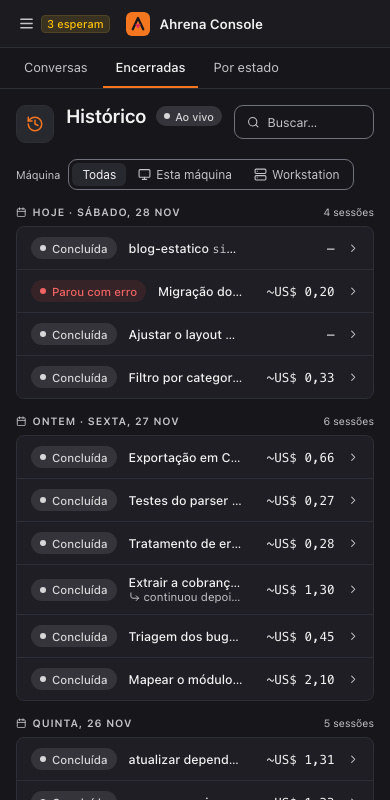 3 esperam
Ahrena Console
Conversas Encerradas Por estado
Histórico
Ao vivo
Buscar...
Máquina Todas Esta máquina Workstation
HOJE · SÁBADO, 28 NOV 4 sessões
Concluída blog-estatico si… –
Parou com erro Migração do… ~US$ 0,20
Concluída Ajustar o layout … –
Concluída Filtro por categor… ~US$ 0,33
ONTEM · SEXTA, 27 NOV 6 sessões
Concluída Exportação em C… ~US$ 0,66
Concluída Testes do parser … ~US$ 0,27
Concluída Tratamento de er… ~US$ 0,28
Concluída Extrair a cobranç… ~US$ 1,30
↳ continuou depoi…
Concluída Triagem dos bug… ~US$ 0,45
Concluída Mapear o módulo… ~US$ 2,10
QUINTA, 26 NOV 5 sessões
Concluída atualizar depend… ~US$ 1,31